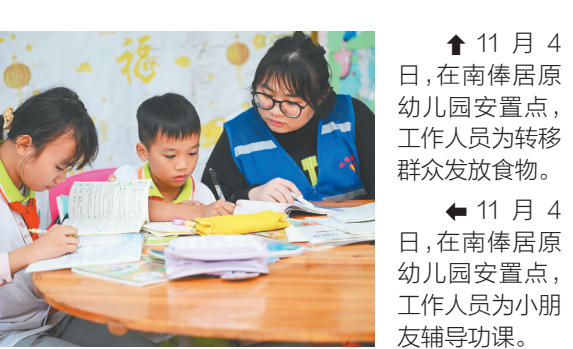 福
⬆ 11 月 4
日,在南俸居原
幼儿园安置点,
工作人员为转移
群众发放食物。
⬅ 11 月 4
日,在南俸居原
幼儿园安置点,
工作人员为小朋
友辅导功课。